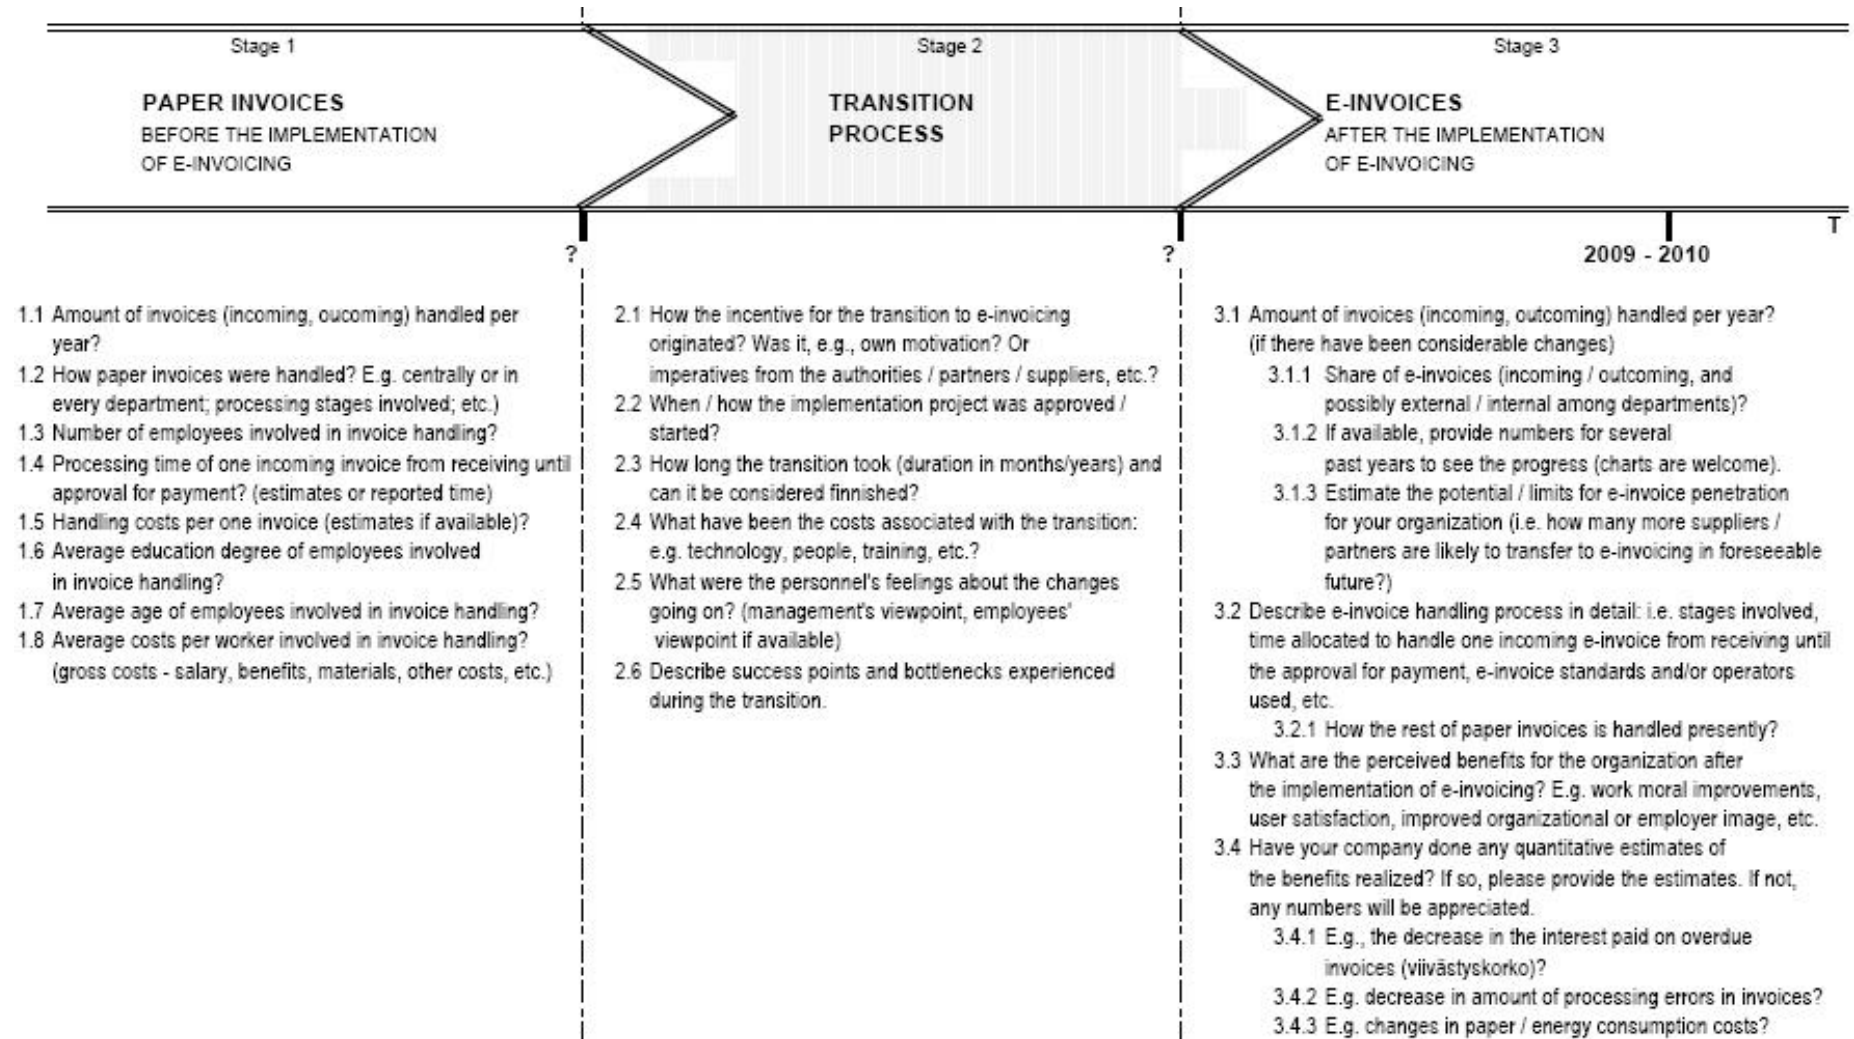 Stage 1
PAPER INVOICES
BEFORE THE IMPLEMENTATION
OF E-INVOICING
Stage 2
TRANSITION
PROCESS
Stage 3
E-INVOICES
AFTER THE IMPLEMENTATION
OF E-INVOICING
?
?
T
2009 - 2010
1.1 Amount of invoices (incoming, oucoming) handled per
year?
1.2 How paper invoices were handled? E.g. centrally or in
every department; processing stages involved; etc.)
1.3 Number of employees involved in invoice handling?
1.4 Processing time of one incoming invoice from receiving until
approval for payment? (estimates or reported time)
1.5 Handling costs per one invoice (estimates if available)?
1.6 Average education degree of employees involved
in invoice handling?
1.7 Average age of employees involved in invoice handling?
1.8 Average costs per worker involved in invoice handling?
(gross costs - salary, benefits, materials, other costs, etc.)
2.1 How the incentive for the transition to e-invoicing
originated? Was it, e.g., own motivation? Or
imperatives from the authorities / partners / suppliers, etc.?
2.2 When / how the implementation project was approved /
started?
2.3 How long the transition took (duration in months/years) and
can it be considered finnished?
2.4 What have been the costs associated with the transition:
e.g. technology, people, training, etc.?
2.5 What were the personnel's feelings about the changes
going on? (management's viewpoint, employees'
viewpoint if available)
2.6 Describe success points and bottlenecks experienced
during the transition.
3.1 Amount of invoices (incoming, outcoming) handled per year?
(if there have been considerable changes)
3.1.1 Share of e-invoices (incoming / outcoming, and
possibly external / internal among departments)?
3.1.2 If available, provide numbers for several
past years to see the progress (charts are welcome).
3.1.3 Estimate the potential / limits for e-invoice penetration
for your organization (i.e. how many more suppliers /
partners are likely to transfer to e-invoicing in foreseeable
future?)
3.2 Describe e-invoice handling process in detail: i.e. stages involved,
time allocated to handle one incoming e-invoice from receiving until
the approval for payment, e-invoice standards and/or operators
used, etc.
3.2.1 How the rest of paper invoices is handled presently?
3.3 What are the perceived benefits for the organization after
the implementation of e-invoicing? E.g. work moral improvements,
user satisfaction, improved organizational or employer image, etc.
3.4 Have your company done any quantitative estimates of
the benefits realized? If so, please provide the estimates. If not,
any numbers will be appreciated.
3.4.1 E.g., the decrease in the interest paid on overdue
invoices (viivästyskorko)?
3.4.2 E.g. decrease in amount of processing errors in invoices?
3.4.3 E.g. changes in paper / energy consumption costs?